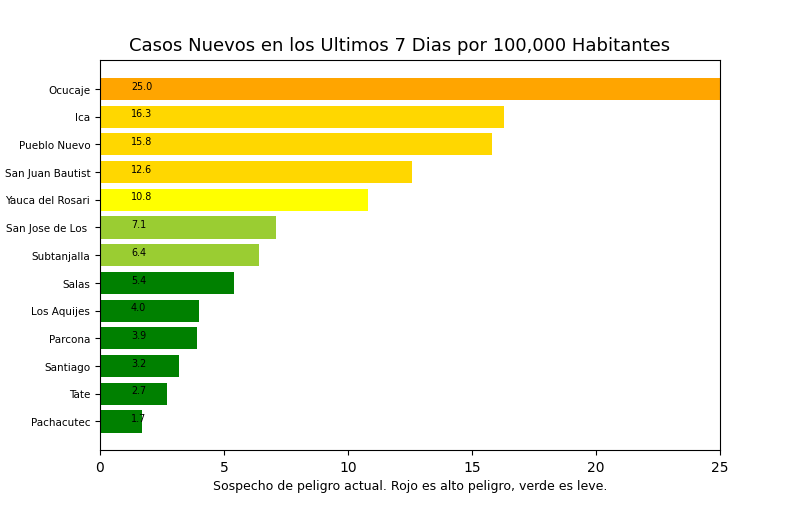 Casos Nuevos en los Ultimos 7 Dias por 100,000 Habitantes
Ocucaje 25.0
Ica 16.3
Pueblo Nuevo 15.8
San Juan Bautist 12.6
Yauca del Rosari 10.8
San Jose de Los 7.1
Subtanjalla 6.4
Salas 5.4
Los Aquijes 4.0
Parcona 3.9
Santiago 3.2
Tate 2.7
Pachacutec 1.7
0 5 10 15 20 25
Sospecho de peligro actual. Rojo es alto peligro, verde es leve.